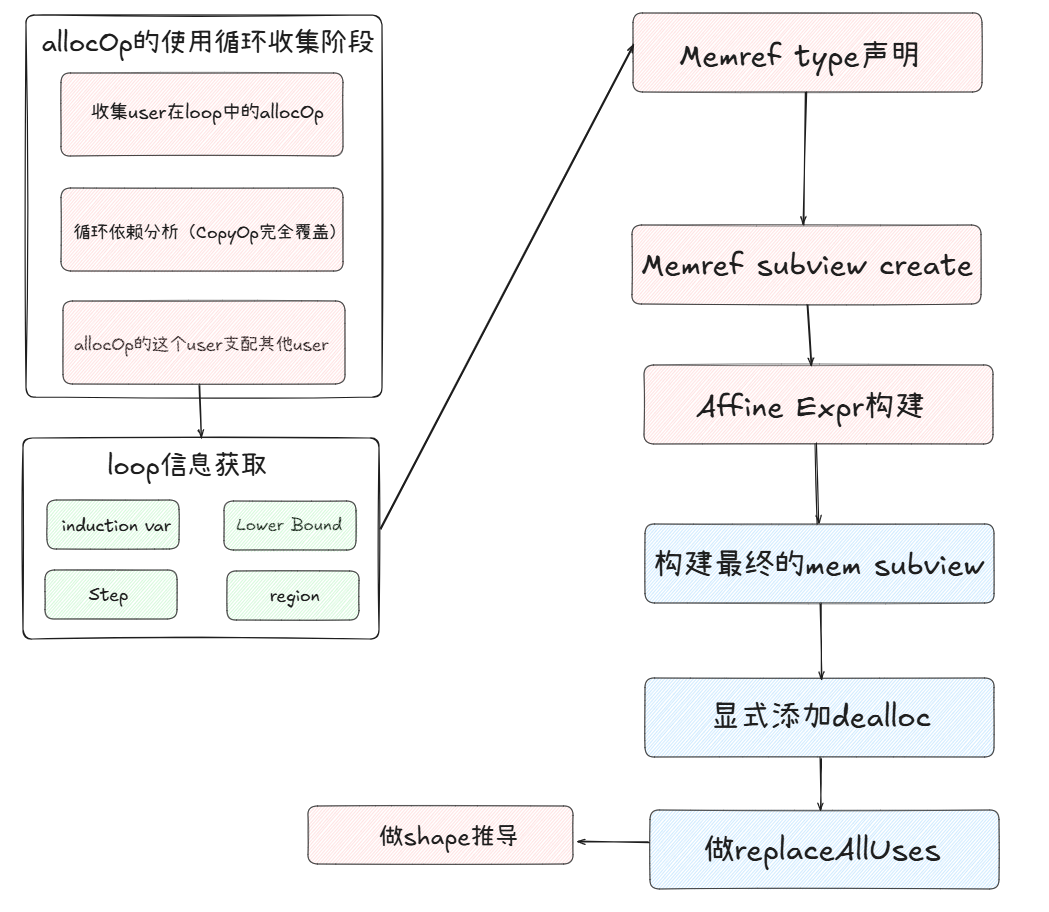 allocOp的使用循环收集阶段
收集user在loop中的allocOp
循环依赖分析（CopyOp完全覆盖）
allocOp的这个user支配其他user
loop信息获取
induction var
Lower Bound
Step
region
Memref type声明
Memref subview create
Affine Expr构建
构建最终的mem subview
显式添加dealloc
做replaceAllUses
做shape推导